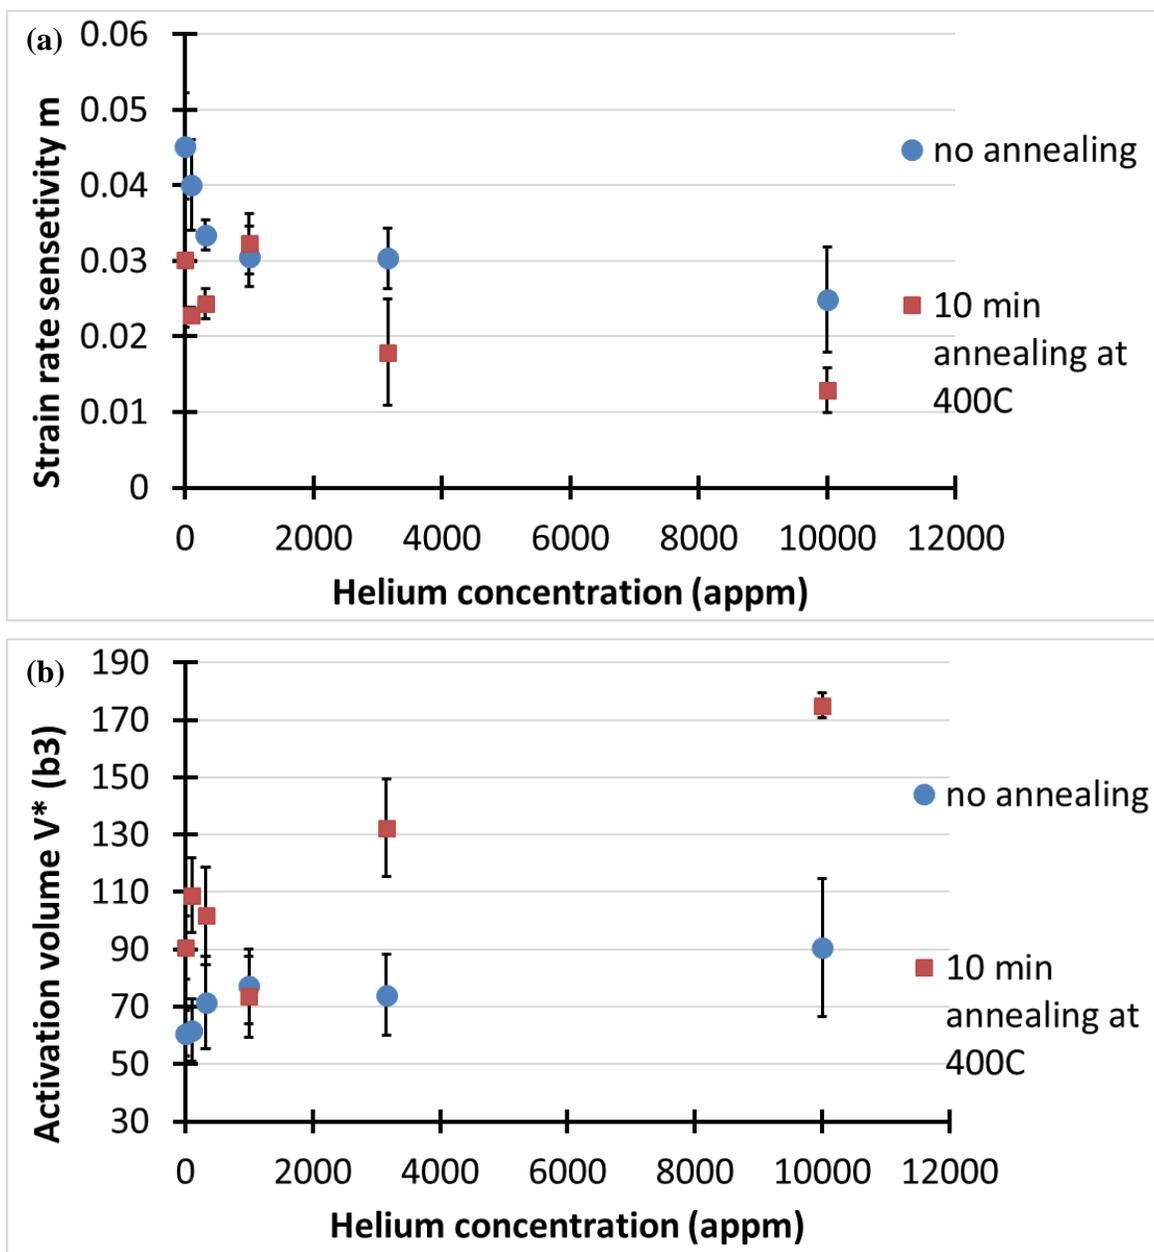 (a)
0.06
0.05
0.04
0.03
0.02
0.01
0
Strain rate sensetivity m
0 2000 4000 6000 8000 10000 12000
Helium concentration (appm)
no annealing
10 min
annealing at
400C
(b)
190
170
150
130
110
90
70
50
30
Activation volume V* (b3)
0 2000 4000 6000 8000 10000 12000
Helium concentration (appm)
no annealing
10 min
annealing at
400C